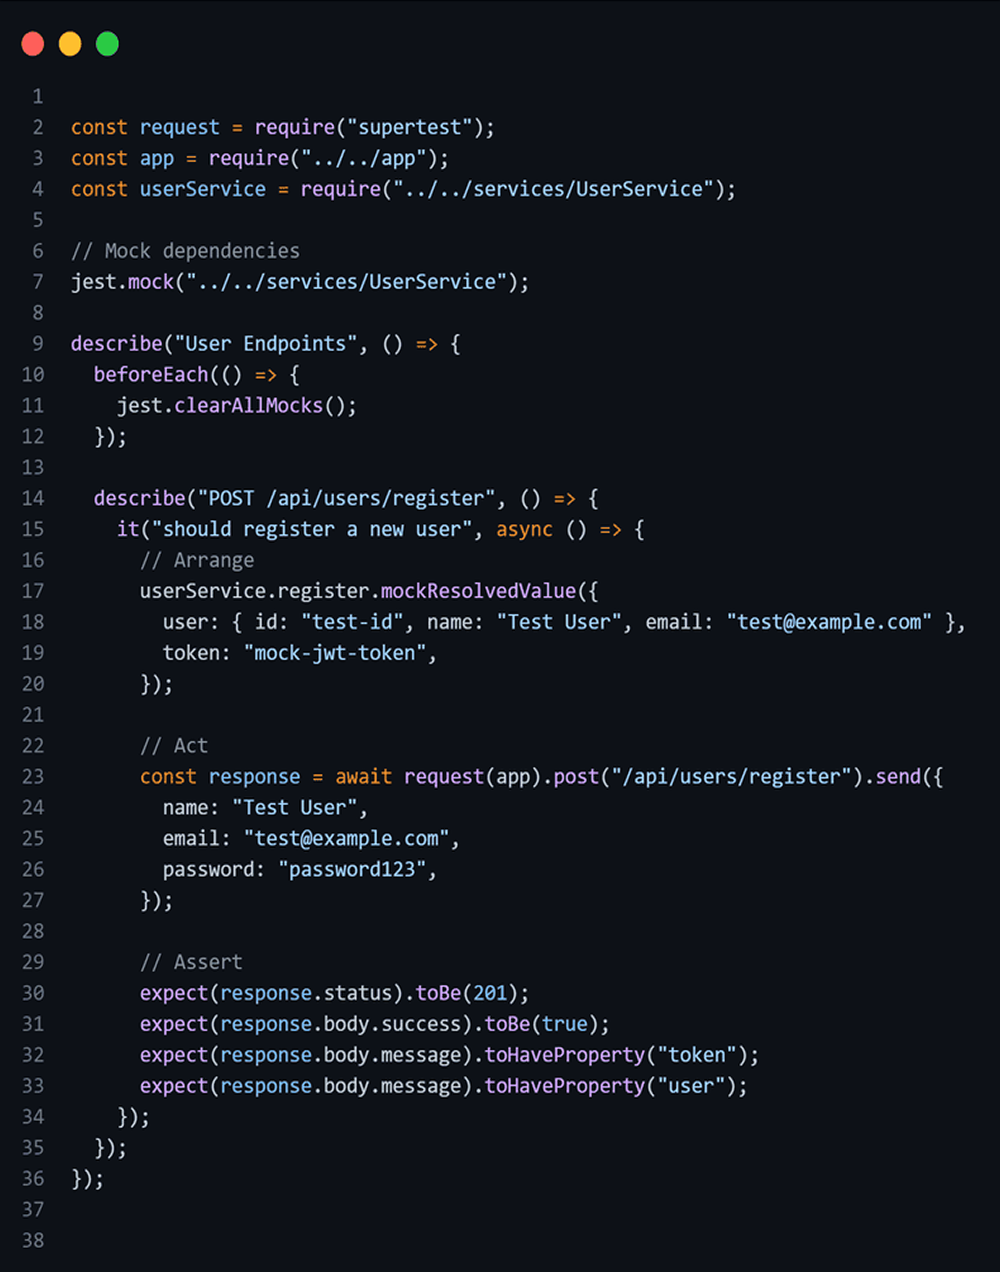 1
2 const request = require("supertest");
3 const app = require("../../app");
4 const userService = require("../../services/UserService");
5
6 // Mock dependencies
7 jest.mock("../../services/UserService");
8
9 describe("User Endpoints", () => {
10   beforeEach(() => {
11     jest.clearAllMocks();
12   });
13
14   describe("POST /api/users/register", () => {
15     it("should register a new user", async () => {
16       // Arrange
17       userService.register.mockResolvedValue({
18         user: { id: "test-id", name: "Test User", email: "test@example.com" },
19         token: "mock-jwt-token",
20       });
21
22       // Act
23       const response = await request(app).post("/api/users/register").send({
24         name: "Test User",
25         email: "test@example.com",
26         password: "password123",
27       });
28
29       // Assert
30       expect(response.status).toBe(201);
31       expect(response.body.success).toBe(true);
32       expect(response.body.message).toHaveProperty("token");
33       expect(response.body.message).toHaveProperty("user");
34     });
35   });
36 });
37
38